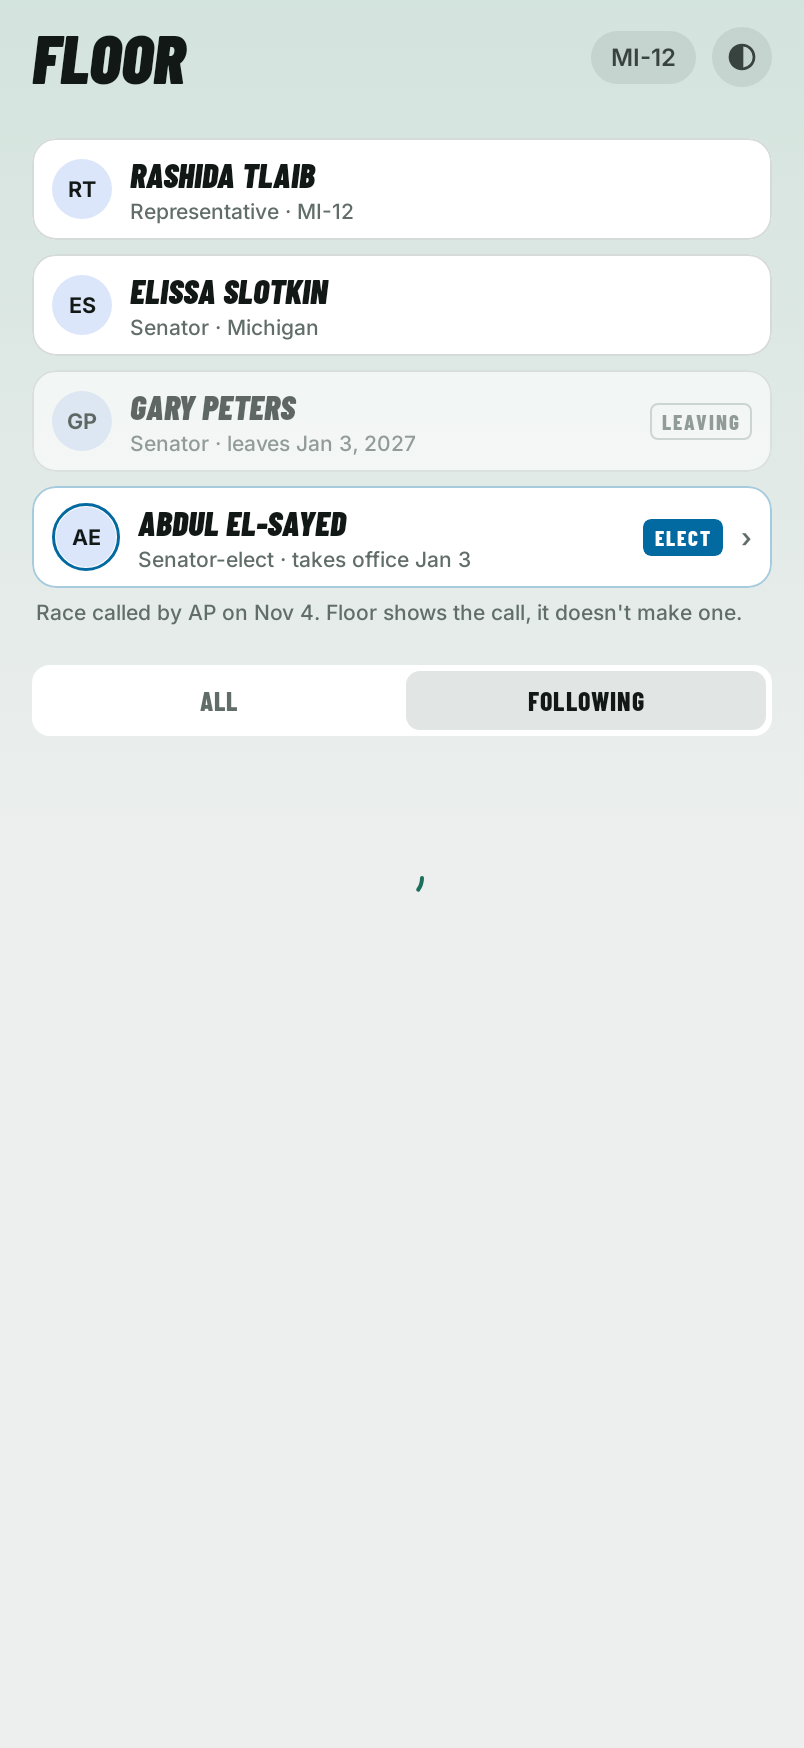 FLOOR
MI-12
RT
RASHIDA TLAIB
Representative · MI-12
ES
ELISSA SLOTKIN
Senator · Michigan
GP
GARY PETERS
Senator · leaves Jan 3, 2027
LEAVING
AE
ABDUL EL-SAYED
Senator-elect · takes office Jan 3
ELECT
Race called by AP on Nov 4. Floor shows the call, it doesn't make one.
ALL
FOLLOWING